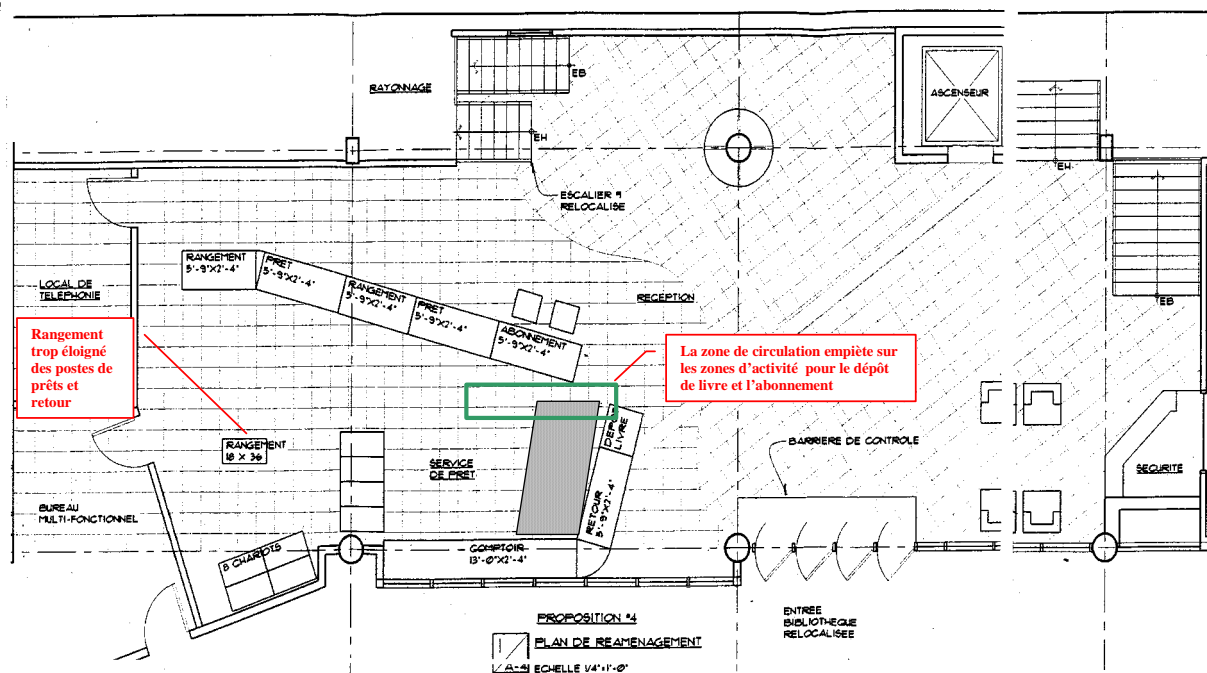 RAYONNAGE
EB
EH
ASCENSEUR
EH
ESCALIER
RELOCALISE
EB
LOCAL DE
TELEPHONIE
RANGEMENT
5'-9"X2'-4"
PRET
5'-9"X2'-4"
RANGEMENT
5'-9"X2'-4"
PRET
5'-9"X2'-4"
ABONNEMENT
5'-9"X2'-4"
RECEPTION
Rangement
trop éloigné
des postes de
prêts et
retour
La zone de circulation empiète sur
les zones d'activité pour le dépôt
de livre et l'abonnement
RANGEMENT
18 X 36
SERVICE
DE PRET
DEPOT
LIVRE
RETOUR
5'-9"X2'-4"
BARRIERE DE CONTROLE
SECURITE
BUREAU
MULTI-FONCTIONNEL
8 CHARIOTS
COMPTOIR
13'-0"X2'-4"
ENTREE
BIBLIOTHEQUE
RELOCALISEE
PROPOSITION #4
PLAN DE REAMENAGEMENT
A-4 ECHELLE 1/4"=1'-0"